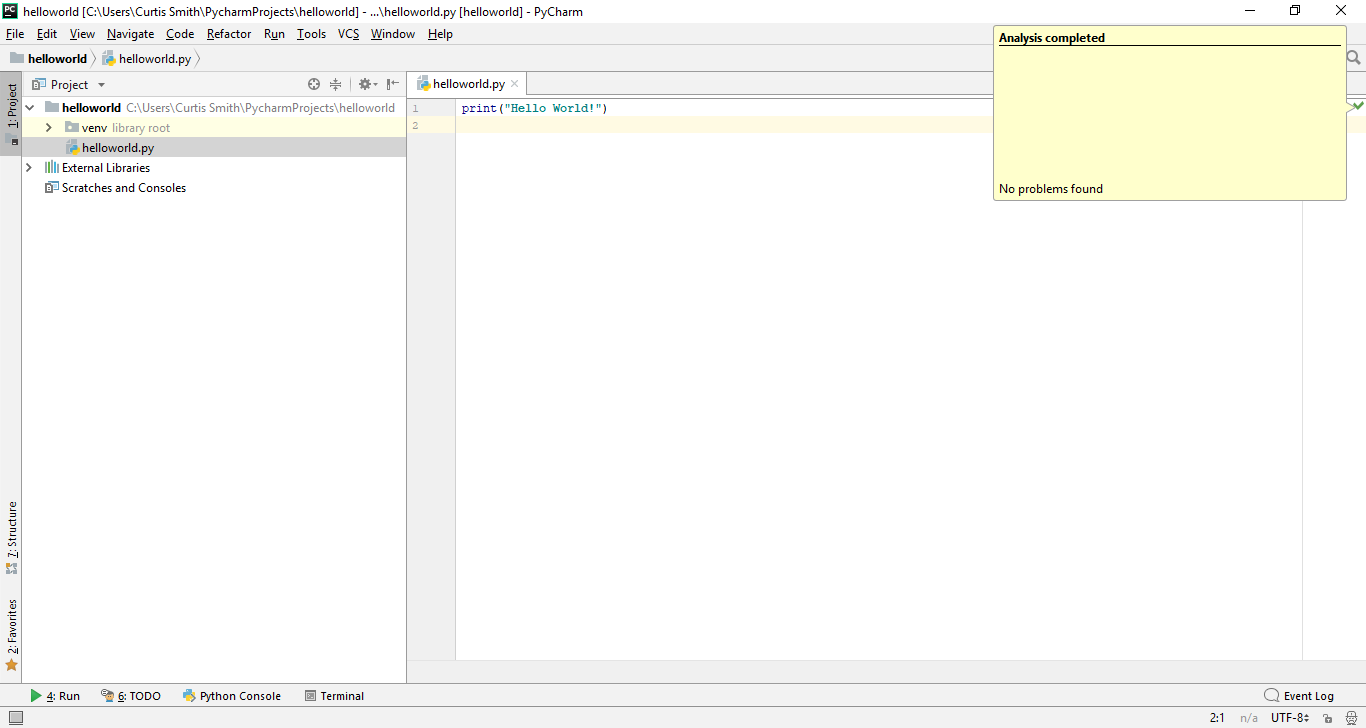 PC helloworld [C:\Users\Curtis Smith\PycharmProjects\helloworld] - ...\helloworld.py [helloworld] - PyCharm
File Edit View Navigate Code Refactor Run Tools VCS Window Help
helloworld helloworld.py
Analysis completed
No problems found
1: Project
Project
helloworld C:\Users\Curtis Smith\PycharmProjects\helloworld
venv library root
helloworld.py
External Libraries
Scratches and Consoles
helloworld.py
1 print("Hello World!")
2
7: Structure
2: Favorites
4: Run 6: TODO Python Console Terminal Event Log
2:1 n/a UTF-8